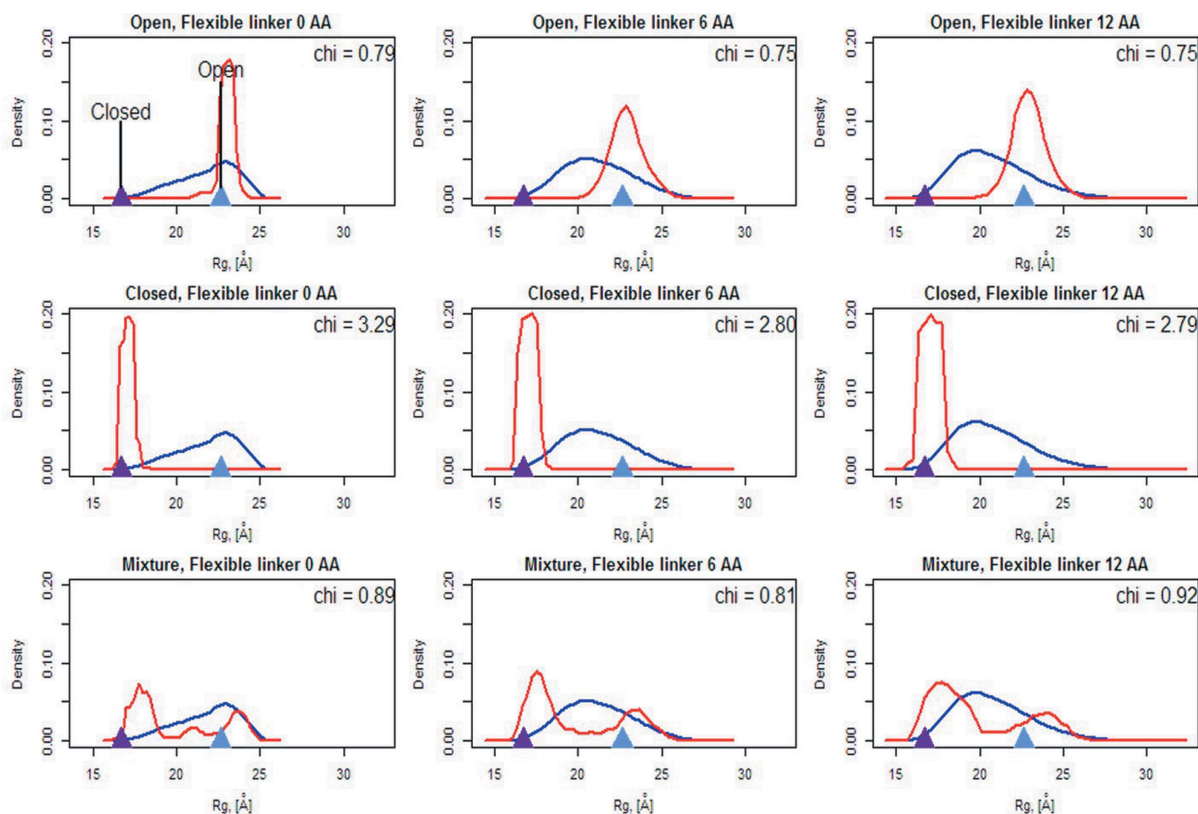 Open, Flexible linker 0 AA
chi = 0.79
Open
Closed
Density
0.00 0.10 0.20
15 20 25 30
Rg, [Å]
Open, Flexible linker 6 AA
chi = 0.75
Density
0.00 0.10 0.20
15 20 25 30
Rg, [Å]
Open, Flexible linker 12 AA
chi = 0.75
Density
0.00 0.10 0.20
15 20 25 30
Rg, [Å]
Closed, Flexible linker 0 AA
chi = 3.29
Density
0.00 0.10 0.20
15 20 25 30
Rg, [Å]
Closed, Flexible linker 6 AA
chi = 2.80
Density
0.00 0.10 0.20
15 20 25 30
Rg, [Å]
Closed, Flexible linker 12 AA
chi = 2.79
Density
0.00 0.10 0.20
15 20 25 30
Rg, [Å]
Mixture, Flexible linker 0 AA
chi = 0.89
Density
0.00 0.10 0.20
15 20 25 30
Rg, [Å]
Mixture, Flexible linker 6 AA
chi = 0.81
Density
0.00 0.10 0.20
15 20 25 30
Rg, [Å]
Mixture, Flexible linker 12 AA
chi = 0.92
Density
0.00 0.10 0.20
15 20 25 30
Rg, [Å]